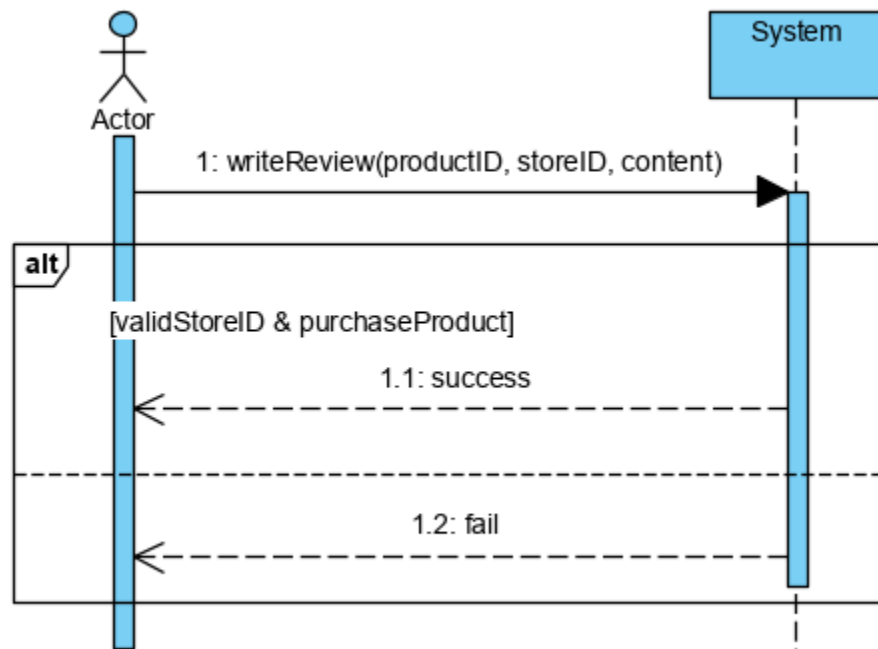 System
Actor
1: writeReview(productID, storeID, content)
alt
[validStoreID & purchaseProduct]
1.1: success
1.2: fail